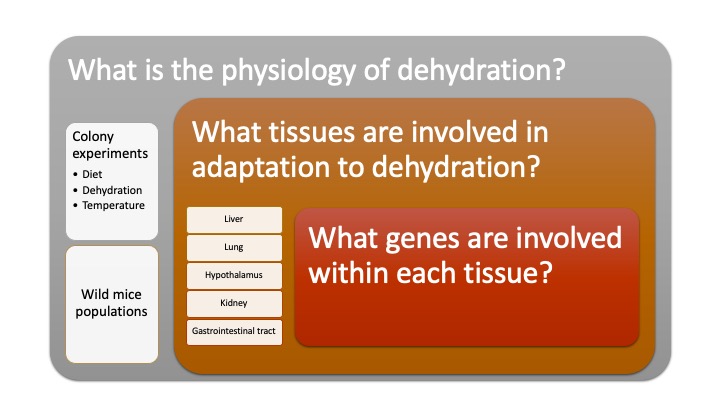 What is the physiology of dehydration?
Colony
experiments
• Diet
• Dehydration
• Temperature
Wild mice
populations
What tissues are involved in
adaptation to dehydration?
Liver
Lung
Hypothalamus
Kidney
Gastrointestinal tract
What genes are involved
within each tissue?